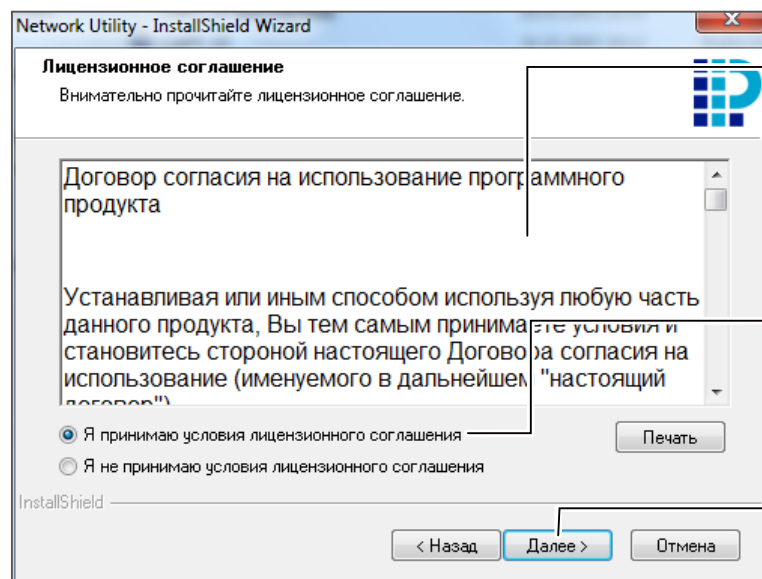 Network Utility - InstallShield Wizard
Лицензионное соглашение
Внимательно прочитайте лицензионное соглашение.
Договор согласия на использование программного
продукта
Устанавливая или иным способом используя любую часть
данного продукта, Вы тем самым принимаете условия и
становитесь стороной настоящего Договора согласия на
использование (именуемого в дальнейшем "настоящий
договор")
Я принимаю условия лицензионного соглашения
Печать
Я не принимаю условия лицензионного соглашения
InstallShield
< Назад
Далее >
Отмена